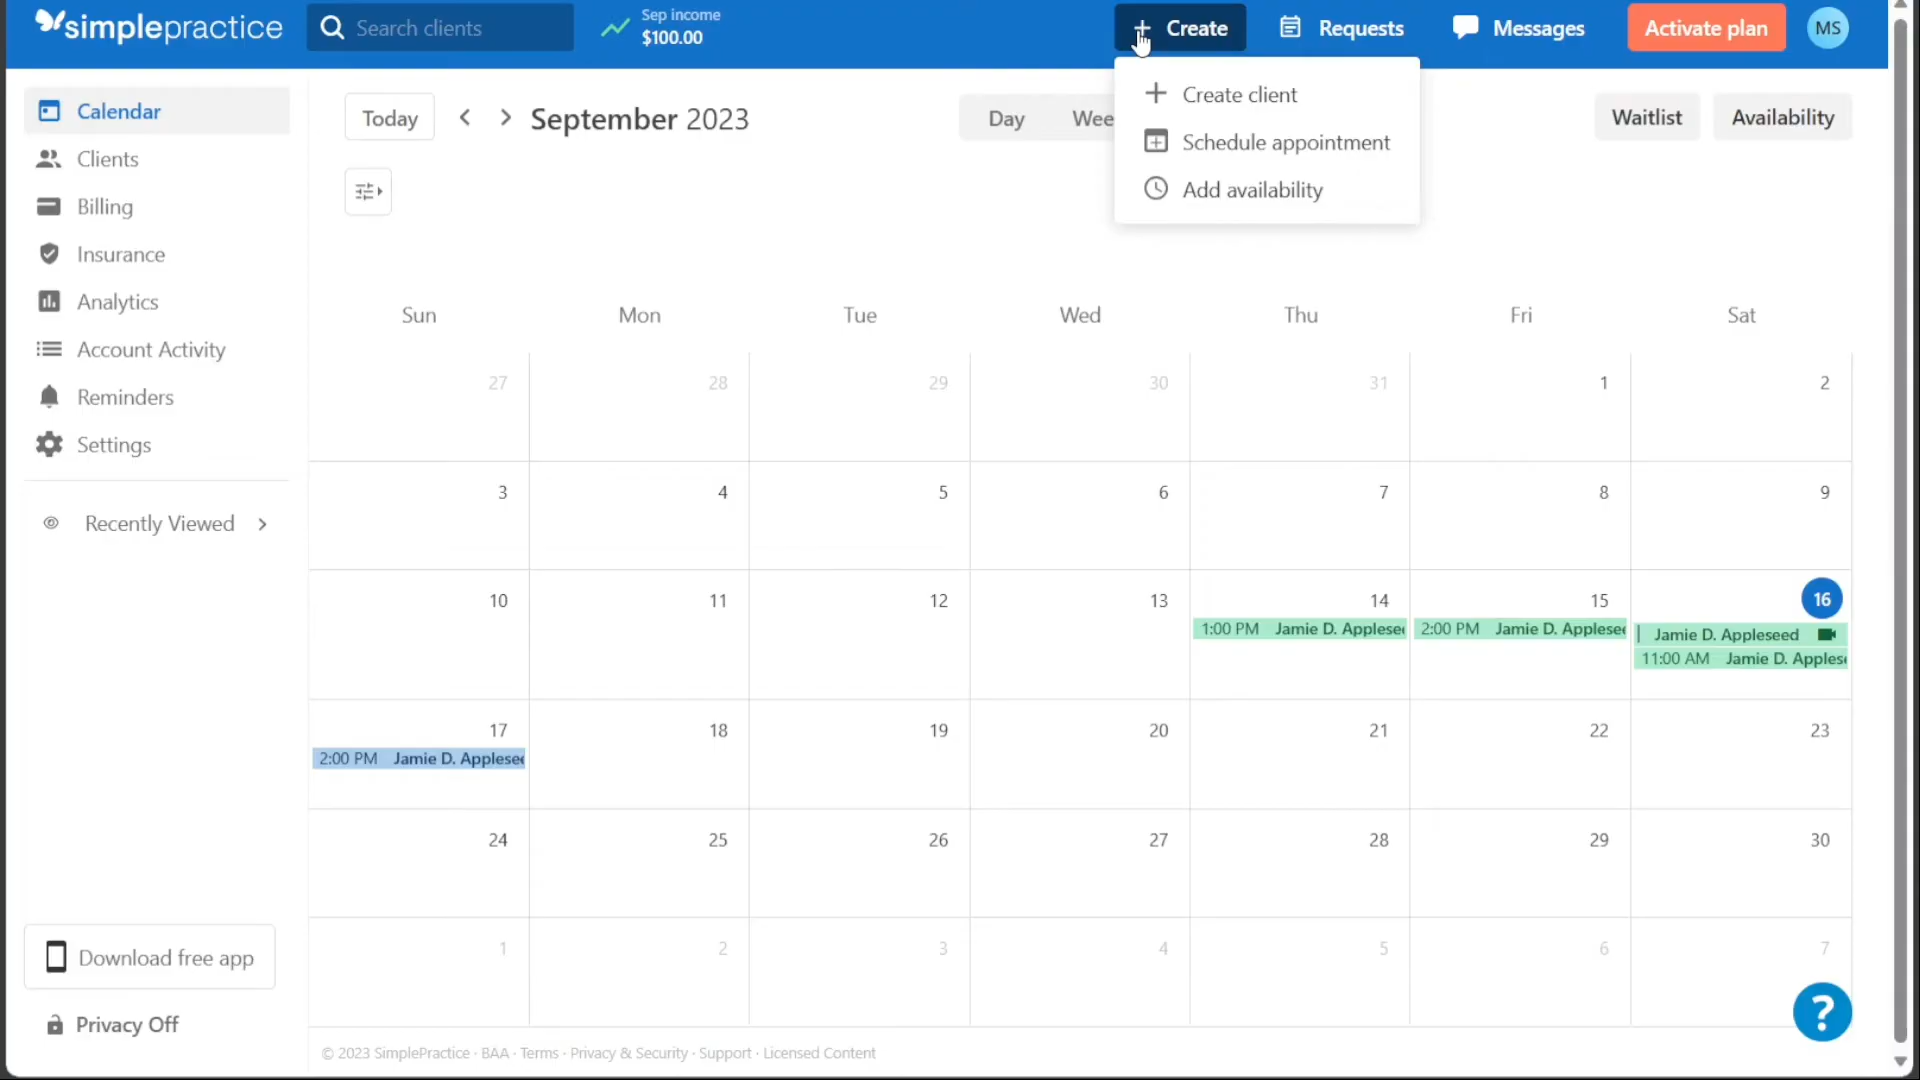 simplepractice
Search clients
Sep income
$100.00
Create
Requests
Messages
Activate plan
MS
Create client
Schedule appointment
Add availability
Calendar
Clients
Billing
Insurance
Analytics
Account Activity
Reminders
Settings
Recently Viewed
Download free app
Privacy Off
Today
September 2023
Day
Wee
Waitlist
Availability
Sun Mon Tue Wed Thu Fri Sat
27 28 29 30 31 1 2
3 4 5 6 7 8 9
10 11 12 13 14 15 16
1:00 PM Jamie D. Applesee
2:00 PM Jamie D. Applesee
Jamie D. Appleseed
11:00 AM Jamie D. Applese
17 18 19 20 21 22 23
2:00 PM Jamie D. Applesee
24 25 26 27 28 29 30
1 2 3 4 5 6 7
?
© 2023 SimplePractice · BAA · Terms · Privacy & Security · Support · Licensed Content